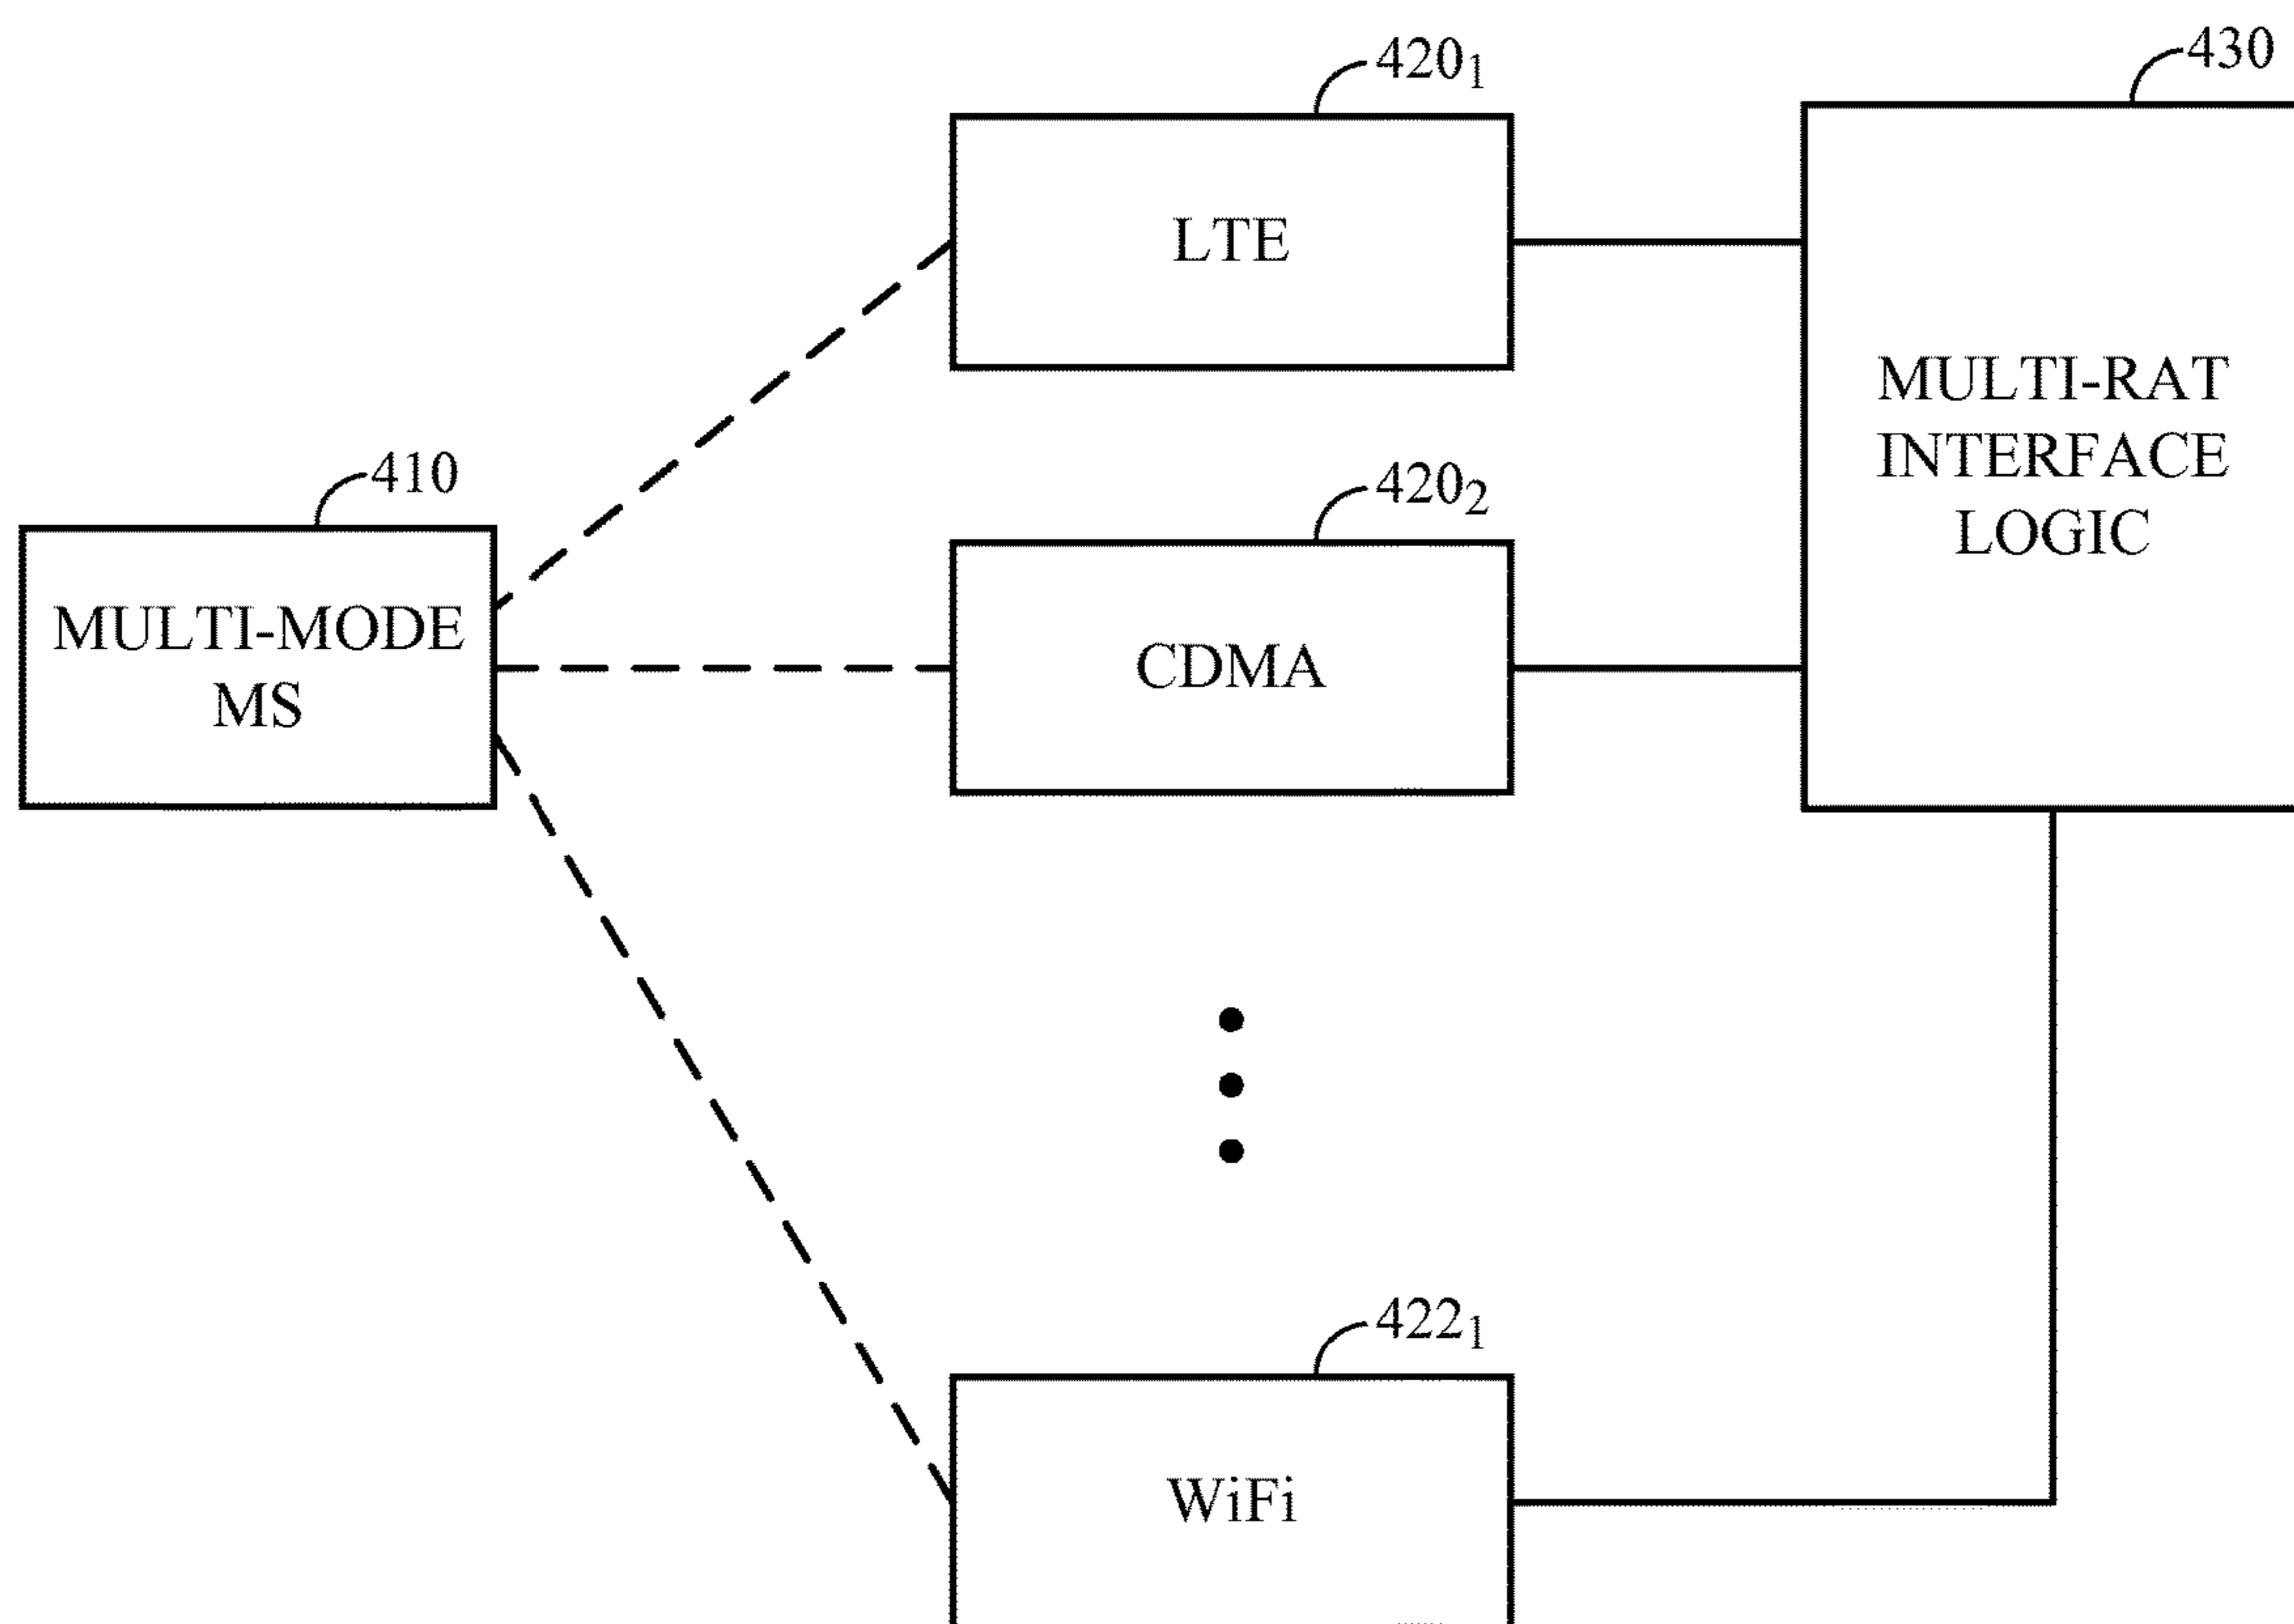 420₁
430
LTE
MULTI-RAT
INTERFACE
LOGIC
410
420₂
MULTI-MODE
MS
CDMA
422₁
WiFi